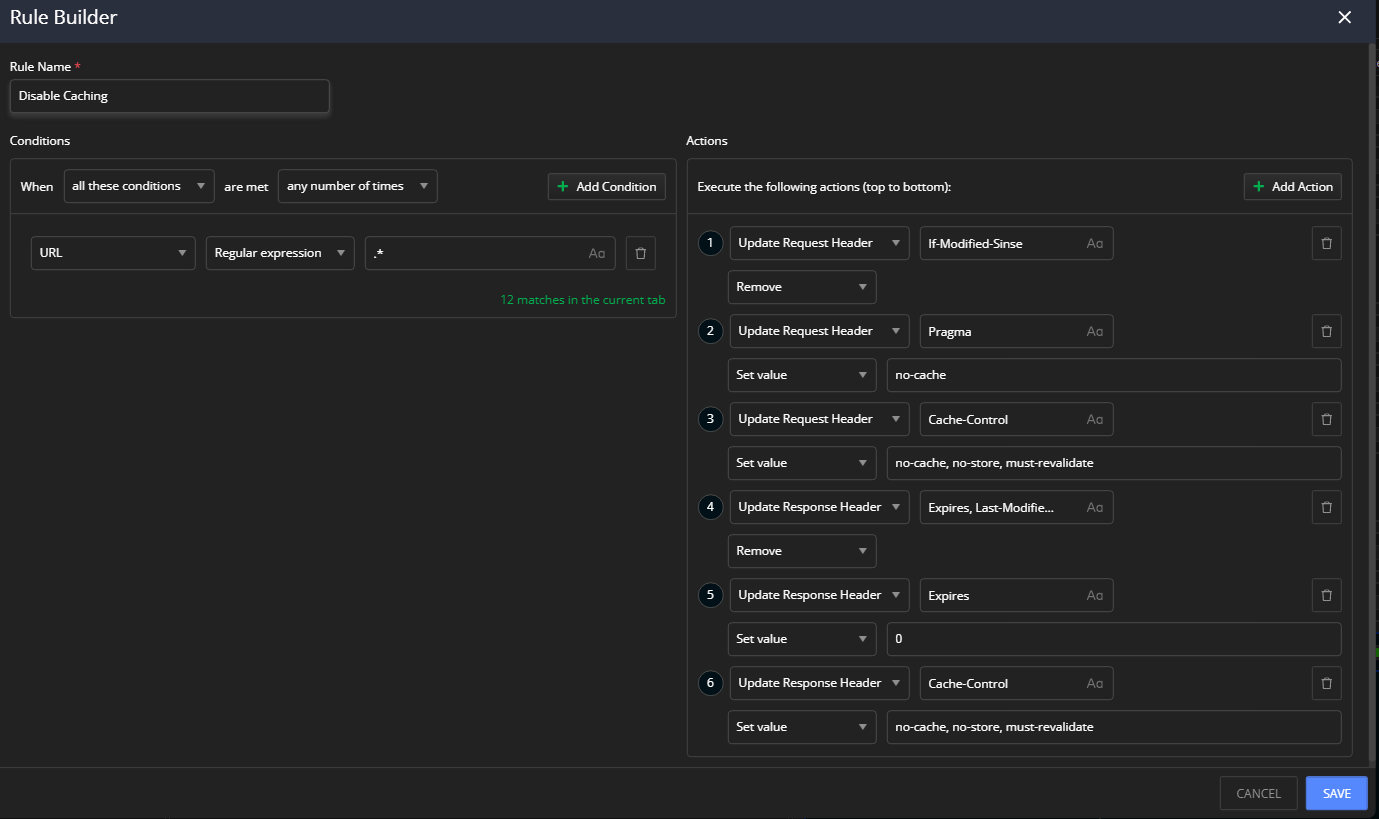 Rule Builder
Rule Name *
Disable Caching
Conditions
When all these conditions are met any number of times + Add Condition
URL Regular expression .* Aa
12 matches in the current tab
Actions
Execute the following actions (top to bottom): + Add Action
1 Update Request Header If-Modified-Sinse Aa
Remove
2 Update Request Header Pragma Aa
Set value no-cache
3 Update Request Header Cache-Control Aa
Set value no-cache, no-store, must-revalidate
4 Update Response Header Expires, Last-Modifie... Aa
Remove
5 Update Response Header Expires Aa
Set value 0
6 Update Response Header Cache-Control Aa
Set value no-cache, no-store, must-revalidate
CANCEL SAVE